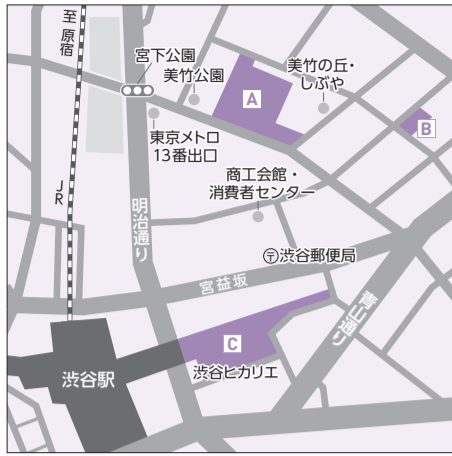 至 原宿
宮下公園
美竹公園
美竹の丘・
しぶや
A
B
東京メトロ
13番出口
商工会館・
消費者センター
JR
明治通り
〒渋谷郵便局
宮益坂
青山通り
C
渋谷ヒカリエ
渋谷駅